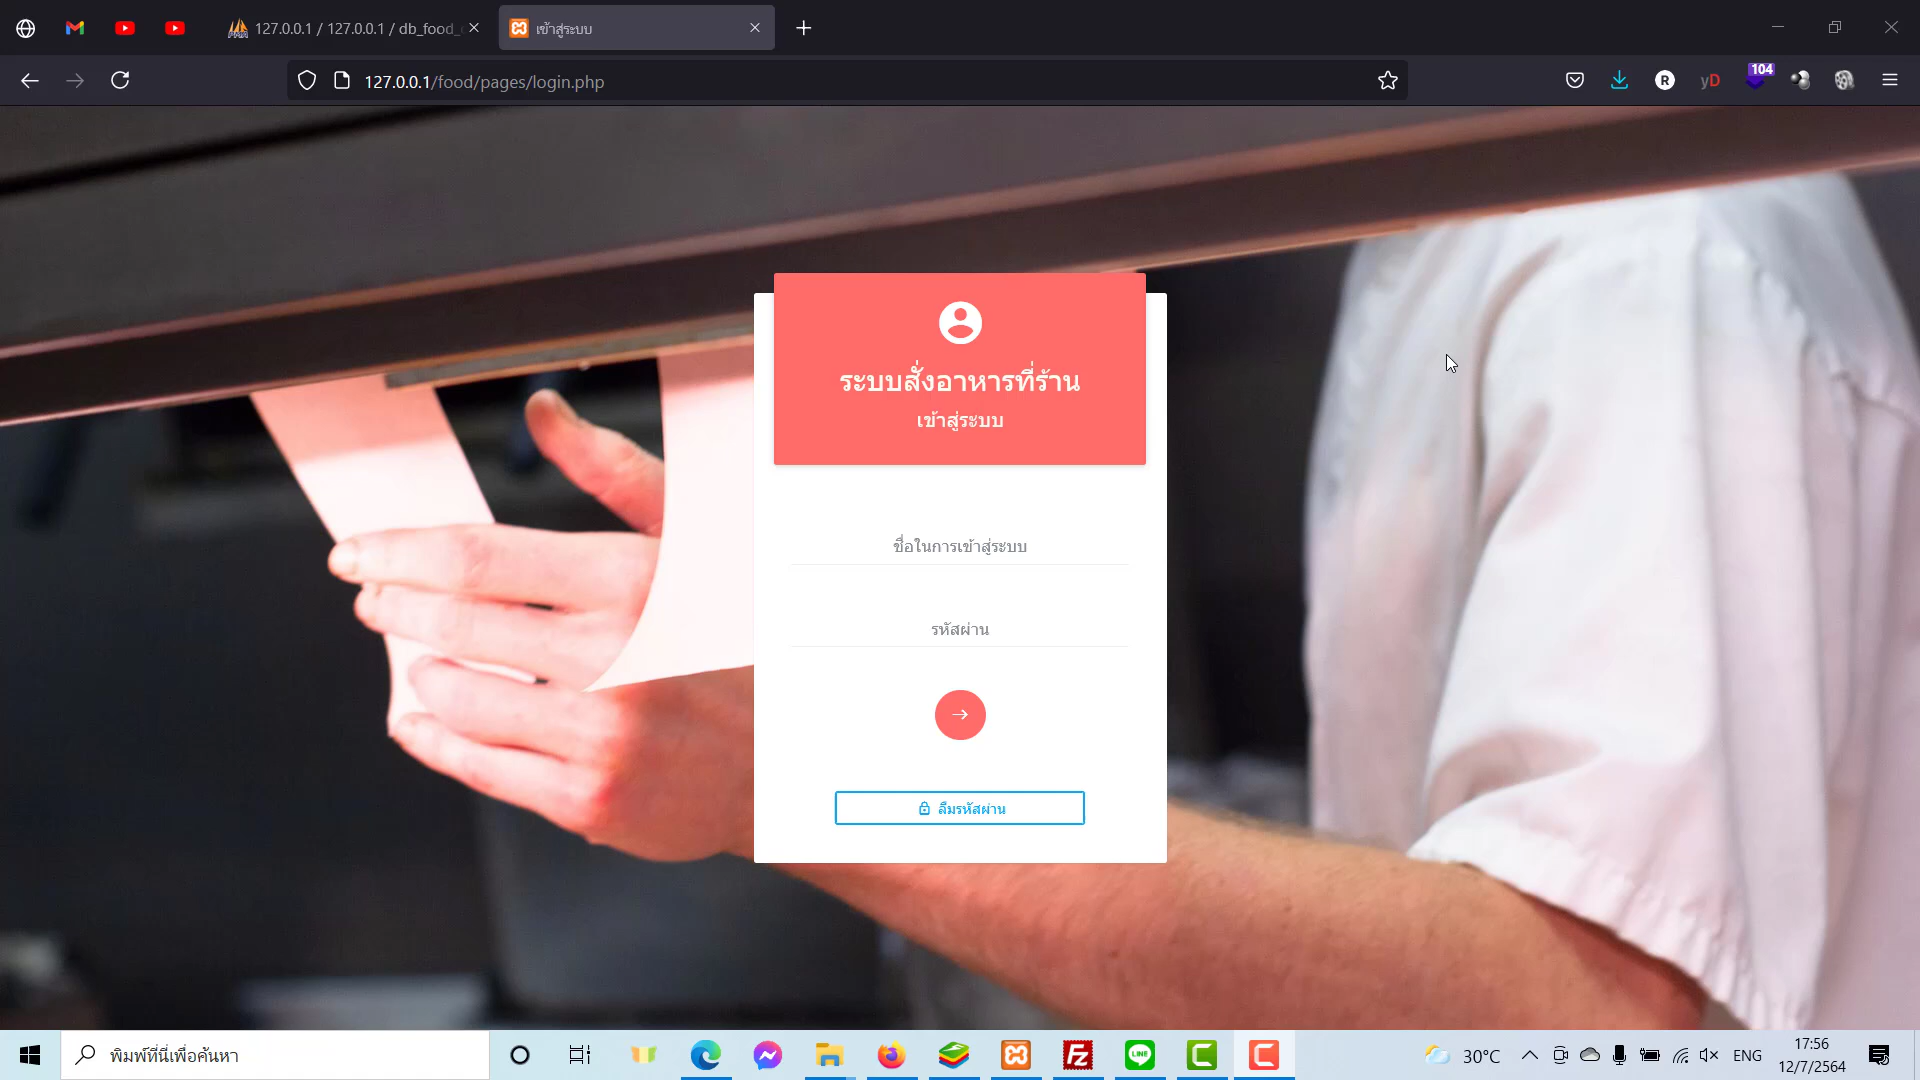 127.0.0.1 / 127.0.0.1 / db_food_
เข้าสู่ระบบ
127.0.0.1/food/pages/login.php
R
yD
104
ระบบสั่งอาหารที่ร้าน
เข้าสู่ระบบ
ชื่อในการเข้าสู่ระบบ
รหัสผ่าน
ลืมรหัสผ่าน
พิมพ์ที่นี่เพื่อค้นหา
30°C
ENG
17:56
12/7/2564